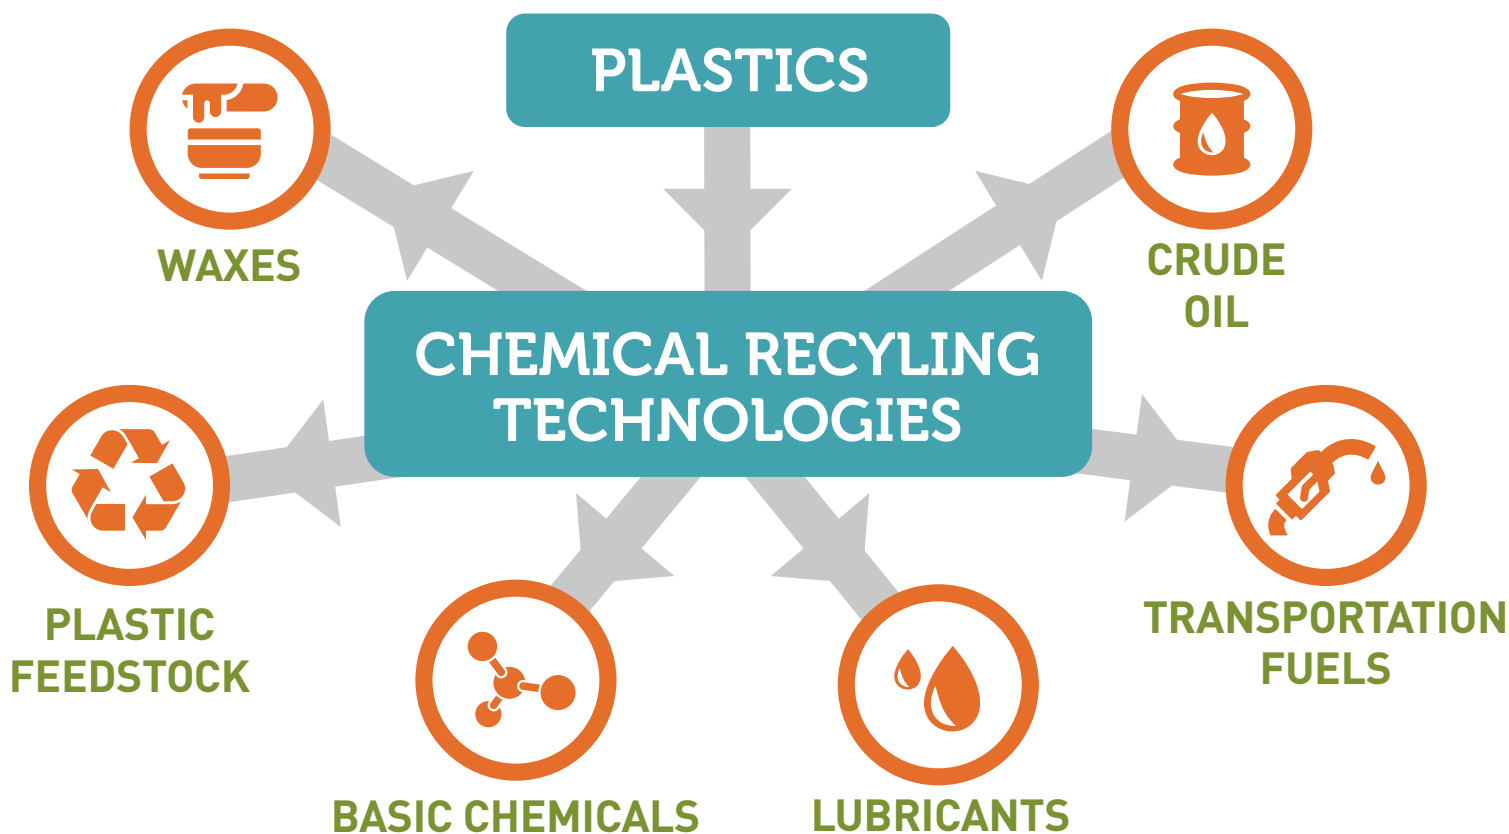 PLASTICS
WAXES
CRUDE
OIL
CHEMICAL RECYLING
TECHNOLOGIES
PLASTIC
FEEDSTOCK
TRANSPORTATION
FUELS
BASIC CHEMICALS
LUBRICANTS